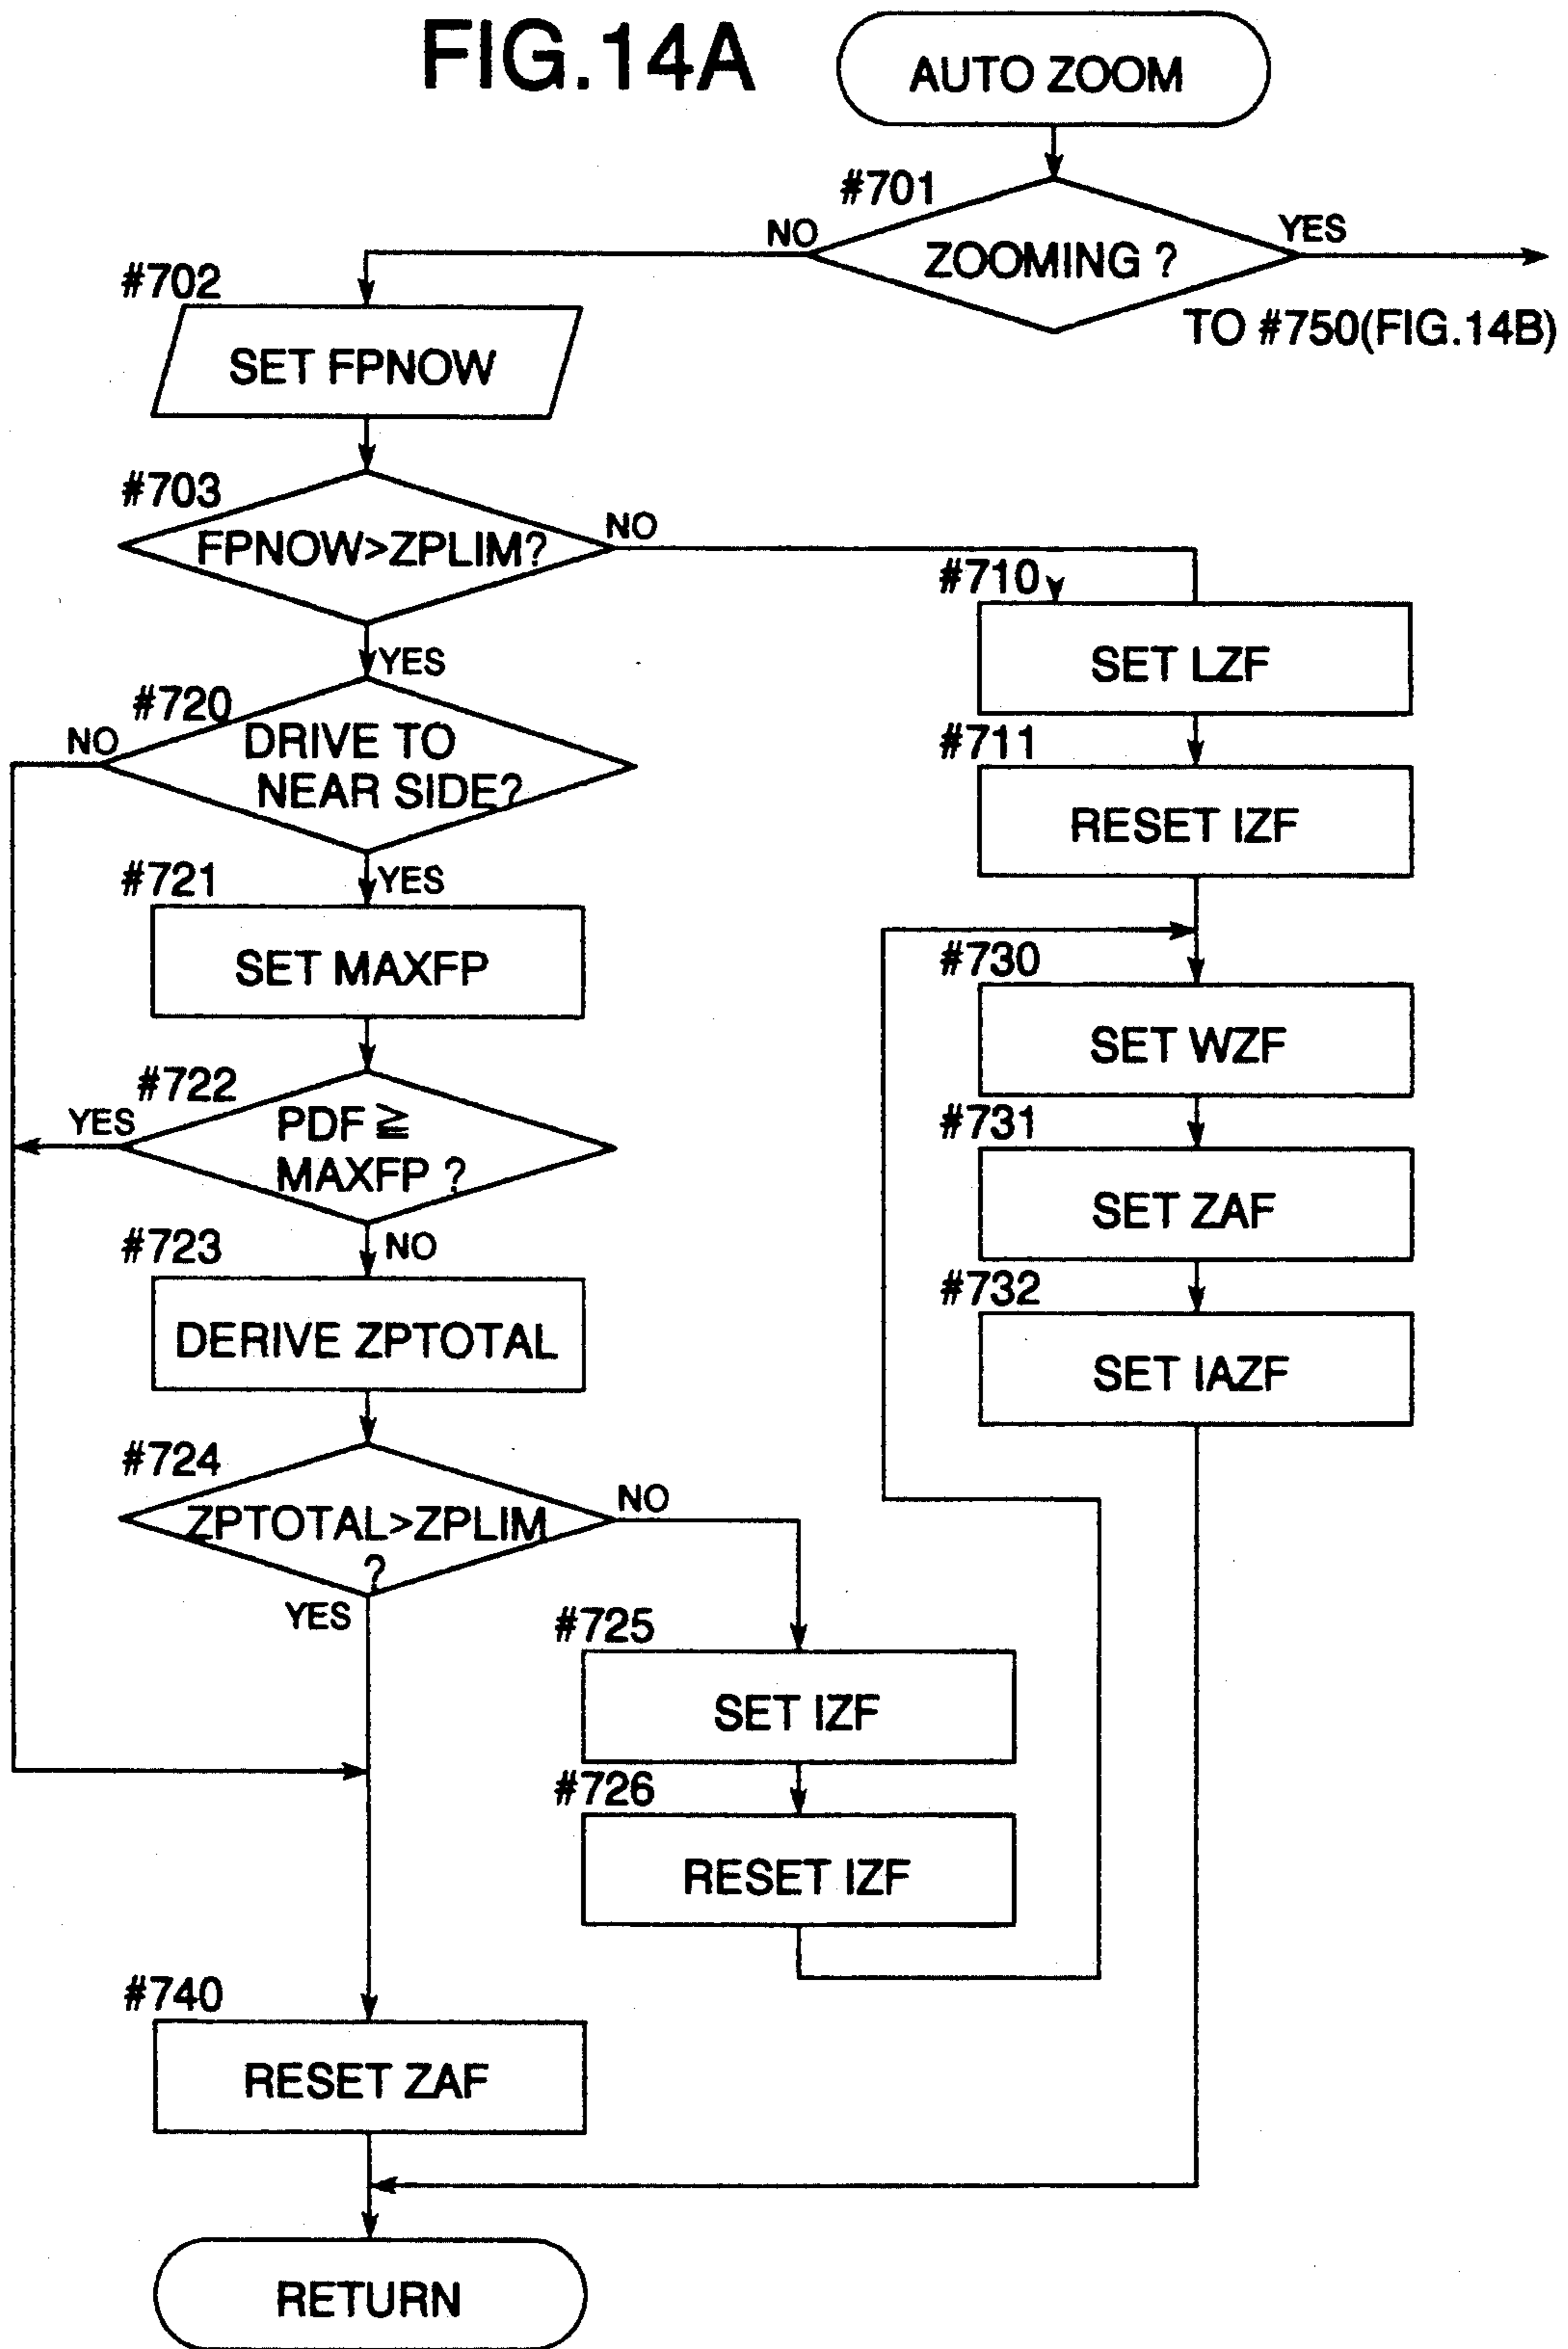 FIG.14A
AUTO ZOOM
#701
NO
ZOOMING ?
YES
TO #750(FIG.14B)
#702
SET FPNOW
#703
FPNOW>ZPLIM?
NO
YES
#710
SET LZF
#711
RESET IZF
#720
NO
DRIVE TO
NEAR SIDE?
YES
#721
SET MAXFP
#722
YES
PDF ≧
MAXFP ?
NO
#723
DERIVE ZPTOTAL
#724
ZPTOTAL>ZPLIM
?
NO
YES
#725
SET IZF
#726
RESET IZF
#730
SET WZF
#731
SET ZAF
#732
SET IAZF
#740
RESET ZAF
RETURN